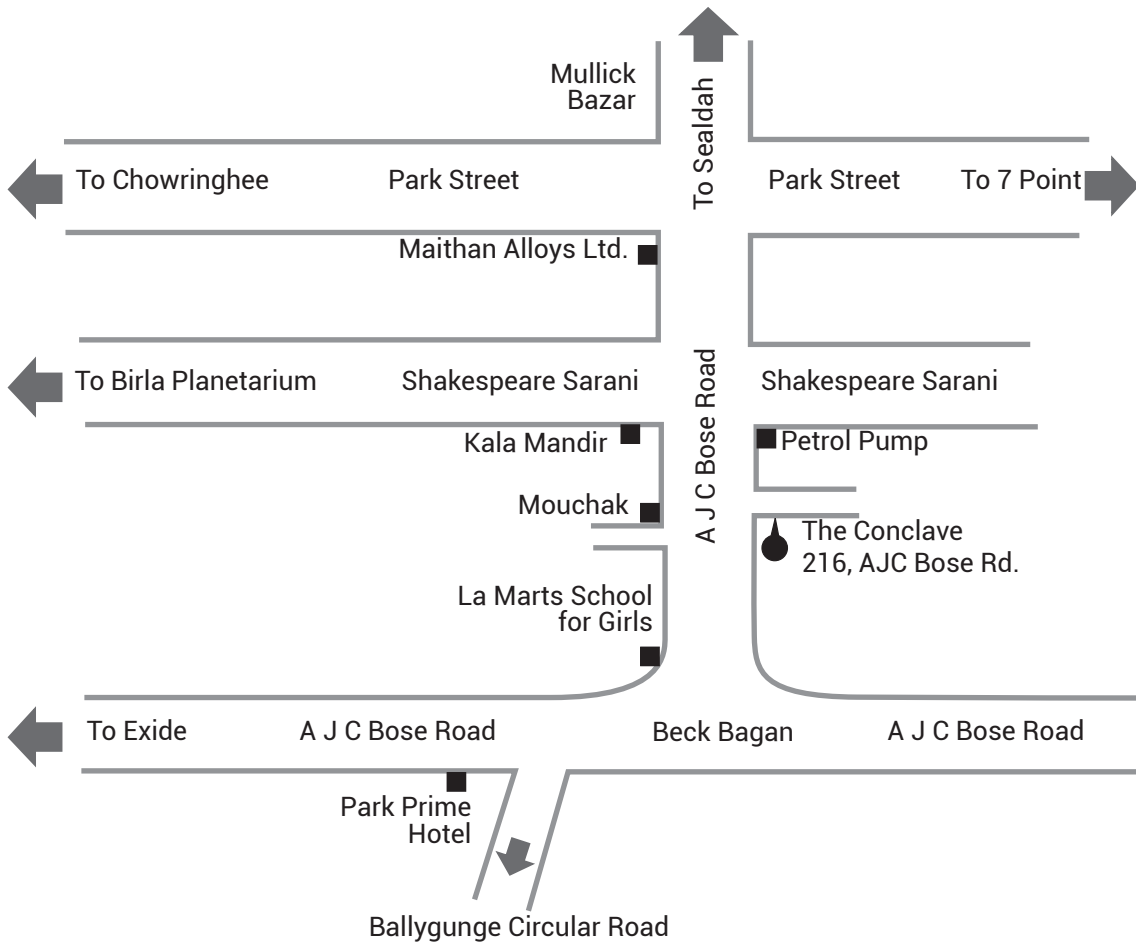 Mullick
Bazar
To Sealdah
To Chowringhee
Park Street
Park Street
To 7 Point
Maithan Alloys Ltd.
To Birla Planetarium
Shakespeare Sarani
Shakespeare Sarani
A J C Bose Road
Kala Mandir
Petrol Pump
Mouchak
The Conclave
216, AJC Bose Rd.
La Marts School
for Girls
To Exide
A J C Bose Road
Beck Bagan
A J C Bose Road
Park Prime
Hotel
Ballygunge Circular Road